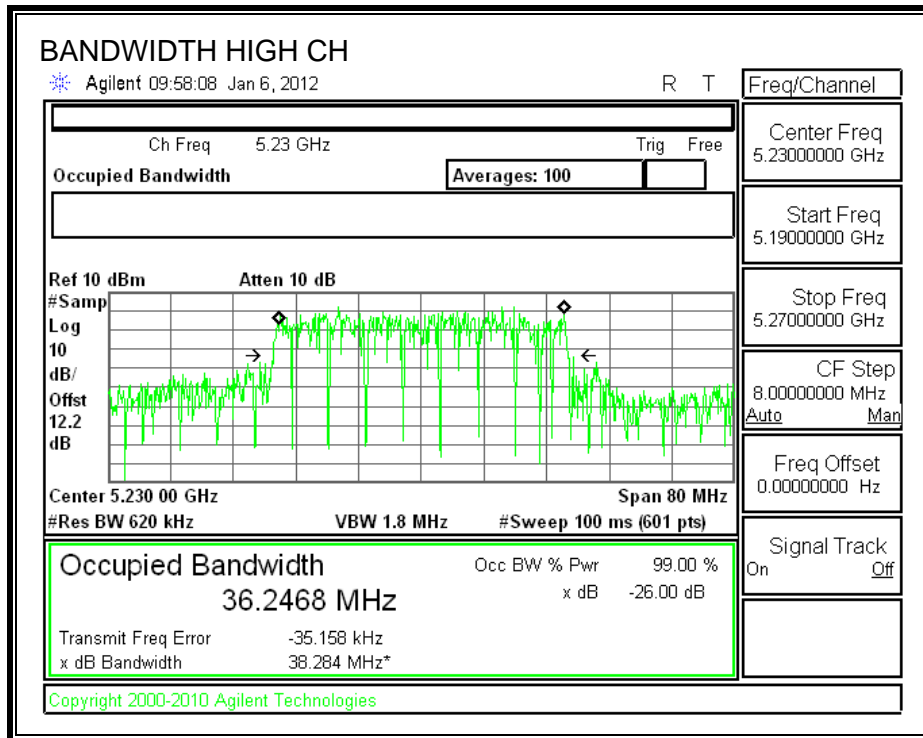 BANDWIDTH HIGH CH
Agilent 09:58:08 Jan 6, 2012 R T
Freq/Channel
Ch Freq 5.23 GHz Trig Free
Occupied Bandwidth Averages: 100
Center Freq
5.23000000 GHz
Start Freq
5.19000000 GHz
Stop Freq
5.27000000 GHz
CF Step
8.00000000 MHz
Auto Man
Freq Offset
0.00000000 Hz
Signal Track
On Off
Ref 10 dBm Atten 10 dB
#Samp
Log
10
dB/
Offst
12.2
dB
Center 5.230 00 GHz Span 80 MHz
#Res BW 620 kHz VBW 1.8 MHz #Sweep 100 ms (601 pts)
Occupied Bandwidth
36.2468 MHz
Occ BW % Pwr 99.00 %
x dB -26.00 dB
Transmit Freq Error -35.158 kHz
x dB Bandwidth 38.284 MHz*
Copyright 2000-2010 Agilent Technologies